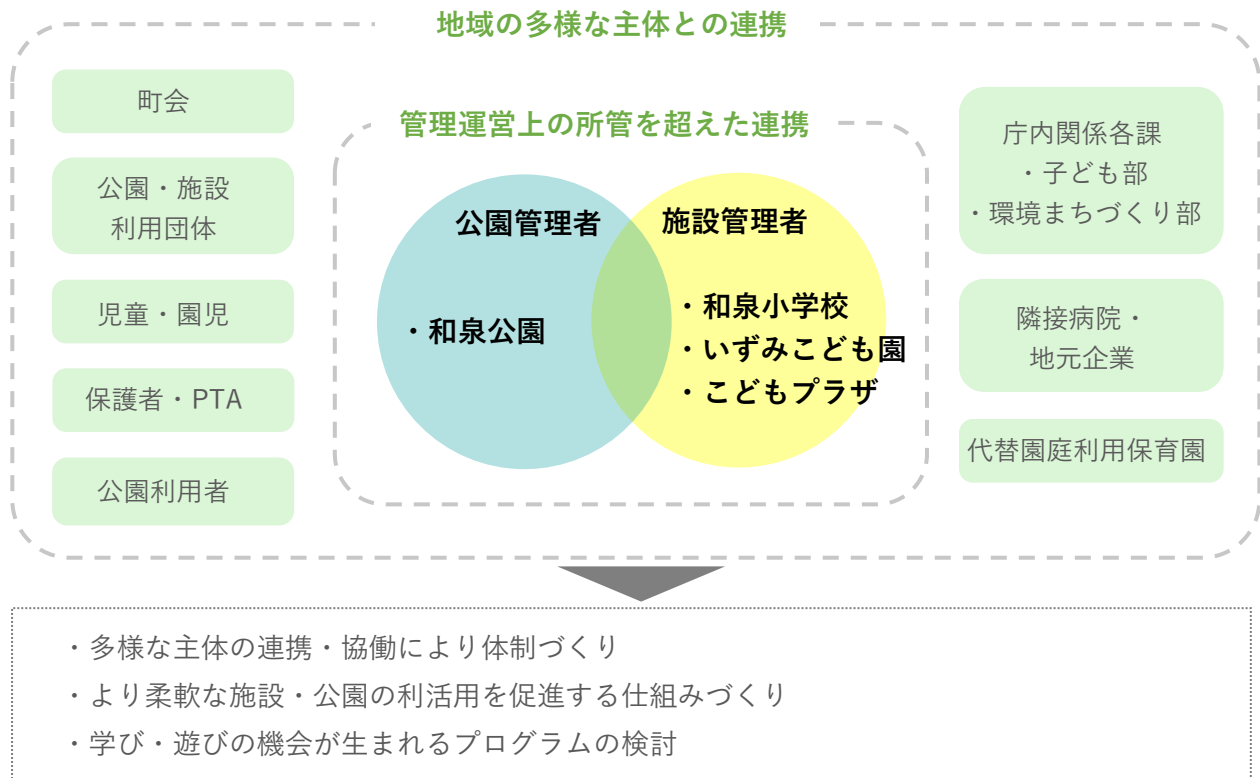 地域の多様な主体との連携
町会
公園・施設
利用団体
児童・園児
保護者・PTA
公園利用者
管理運営上の所管を超えた連携
公園管理者
・和泉公園
施設管理者
・和泉小学校
・いずみこども園
・こどもプラザ
庁内関係各課
・子ども部
・環境まちづくり部
隣接病院・
地元企業
代替園庭利用保育園
・多様な主体の連携・協働により体制づくり
・より柔軟な施設・公園の利活用を促進する仕組みづくり
・学び・遊びの機会が生まれるプログラムの検討